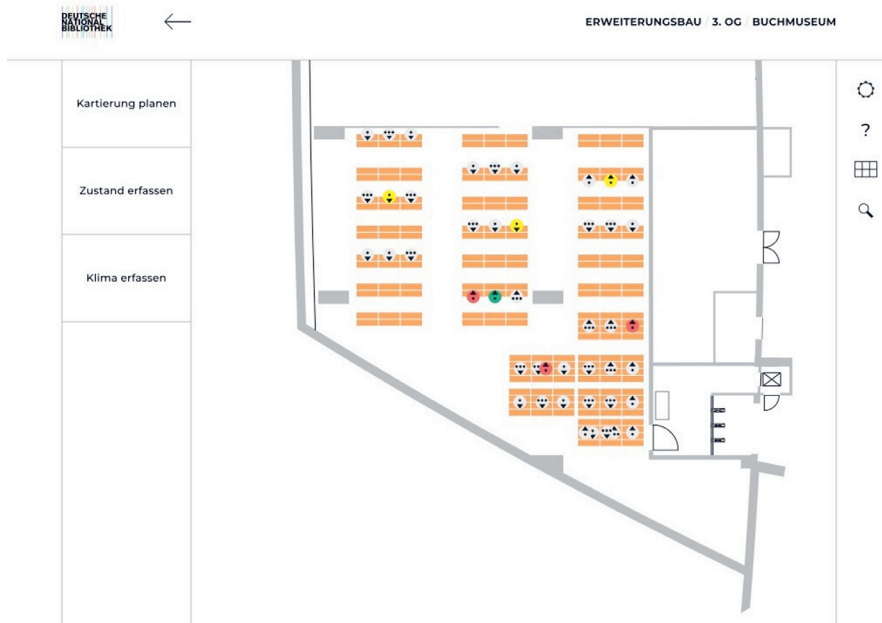 DEUTSCHE
NATIONAL
BIBLIOTHEK
ERWEITERUNGSBAU / 3. OG / BUCHMUSEUM
Kartierung planen
Zustand erfassen
Klima erfassen
?